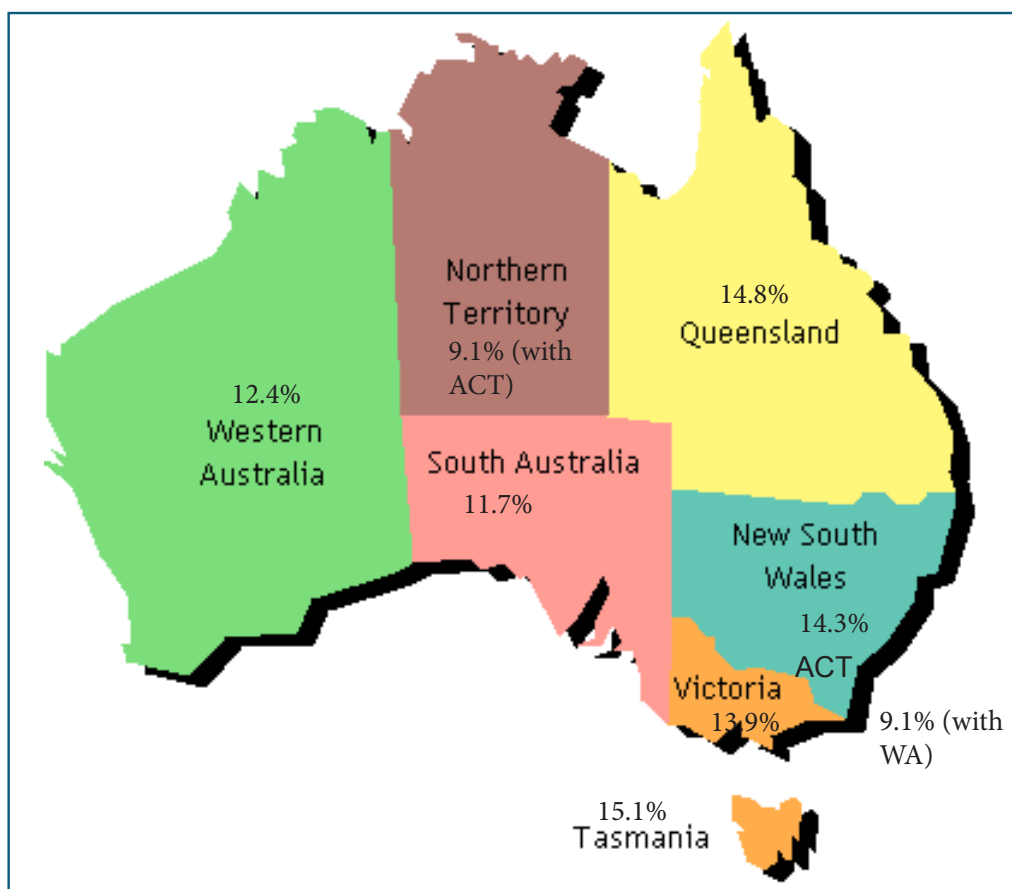 Northern
Territory
9.1% (with
ACT)
14.8%
Queensland
12.4%
Western
Australia
South Australia
11.7%
New South
Wales
14.3%
ACT
Victoria
13.9%
9.1% (with
WA)
15.1%
Tasmania